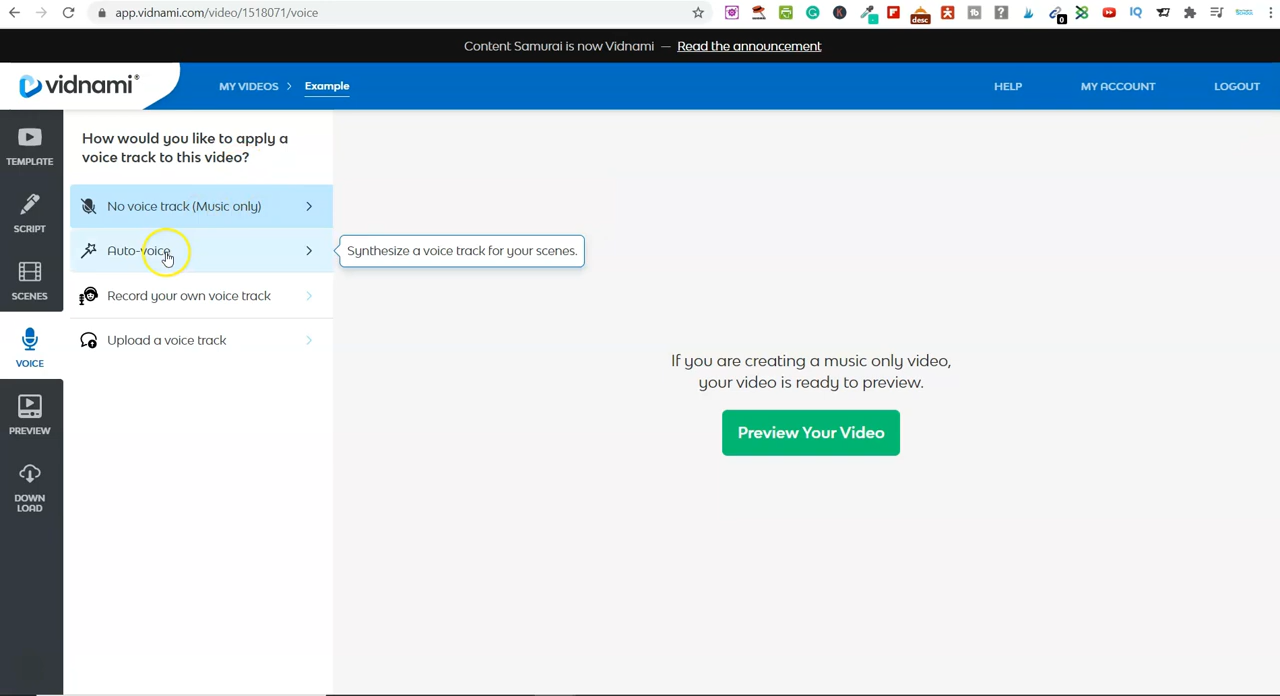 app.vidnami.com/video/1518071/voice
desc
0
IQ
Content Samurai is now Vidnami — Read the announcement
vidnami®
MY VIDEOS > Example
HELP
MY ACCOUNT
LOGOUT
TEMPLATE
SCRIPT
SCENES
VOICE
PREVIEW
DOWN
LOAD
How would you like to apply a
voice track to this video?
No voice track (Music only)
Auto-voice
Synthesize a voice track for your scenes.
Record your own voice track
Upload a voice track
If you are creating a music only video,
your video is ready to preview.
Preview Your Video